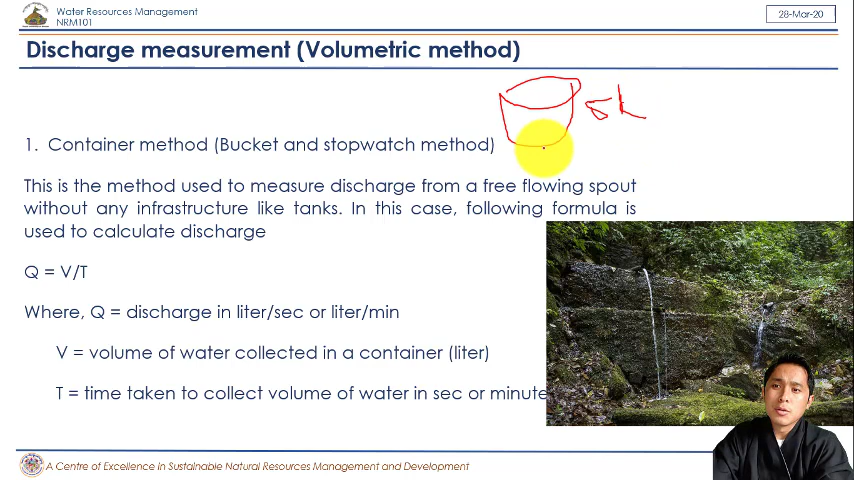 Water Resources Management
NRM101
28-Mar-20
Discharge measurement (Volumetric method)
5L
1. Container method (Bucket and stopwatch method)
This is the method used to measure discharge from a free flowing spout
without any infrastructure like tanks. In this case, following formula is
used to calculate discharge
Q = V/T
Where, Q = discharge in liter/sec or liter/min
V = volume of water collected in a container (liter)
T = time taken to collect volume of water in sec or minute
A Centre of Excellence in Sustainable Natural Resources Management and Development